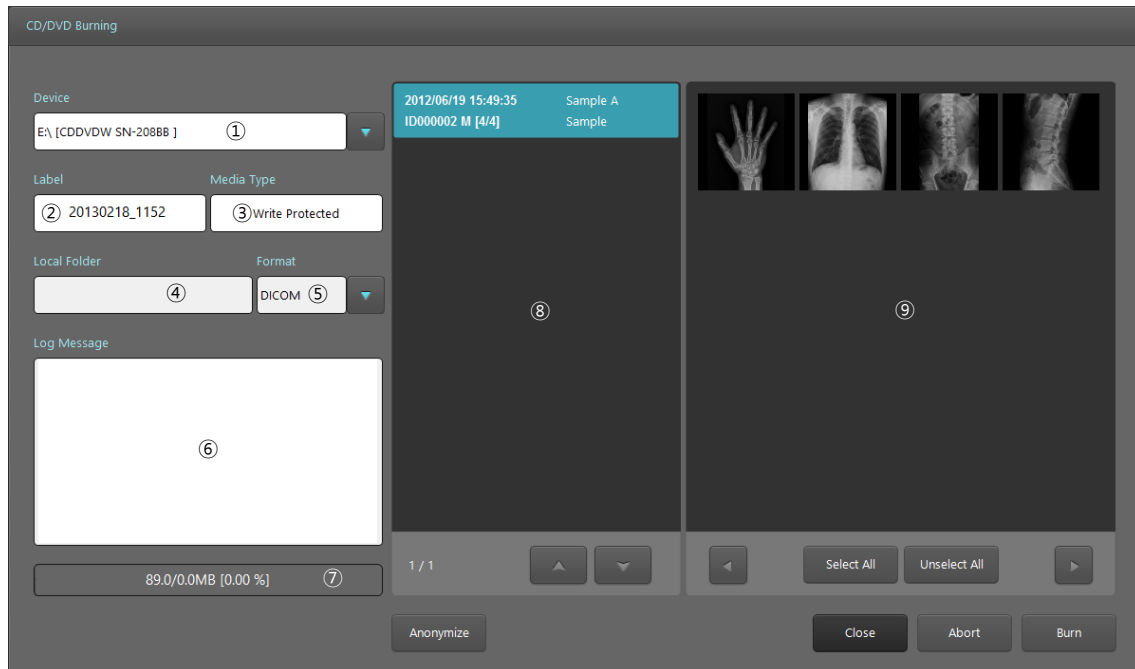 CD/DVD Burning
Device
E:\ [CDDVDW SN-208BB ] ①
Label Media Type
② 20130218_1152 ③ Write Protected
Local Folder Format
④ DICOM ⑤
Log Message
⑥
89.0/0.0MB [0.00 %] ⑦
2012/06/19 15:49:35 Sample A
ID000002 M [4/4] Sample
⑧
1 / 1
Anonymize
⑨
Select All Unselect All
Close Abort Burn